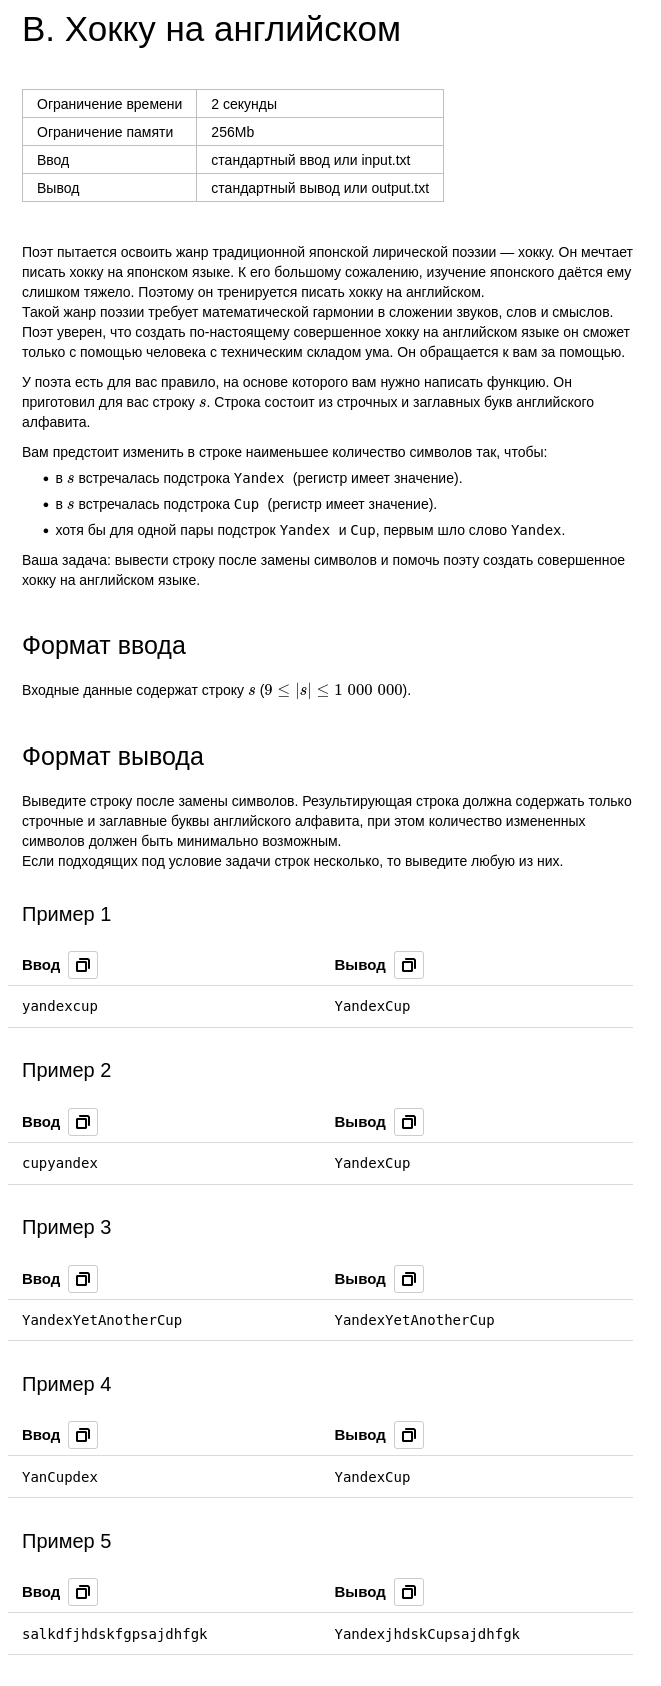 B. Хокку на английском
Ограничение времени 2 секунды
Ограничение памяти 256Mb
Ввод стандартный ввод или input.txt
Вывод стандартный вывод или output.txt
Поэт пытается освоить жанр традиционной японской лирической поэзии — хокку. Он мечтает
писать хокку на японском языке. К его большому сожалению, изучение японского даётся ему
слишком тяжело. Поэтому он тренируется писать хокку на английском.
Такой жанр поэзии требует математической гармонии в сложении звуков, слов и смыслов.
Поэт уверен, что создать по-настоящему совершенное хокку на английском языке он сможет
только с помощью человека с техническим складом ума. Он обращается к вам за помощью.
У поэта есть для вас правило, на основе которого вам нужно написать функцию. Он
приготовил для вас строку s. Строка состоит из строчных и заглавных букв английского
алфавита.
Вам предстоит изменить в строке наименьшее количество символов так, чтобы:
• в s встречалась подстрока Yandex (регистр имеет значение).
• в s встречалась подстрока Cup (регистр имеет значение).
• хотя бы для одной пары подстрок Yandex и Cup, первым шло слово Yandex.
Ваша задача: вывести строку после замены символов и помочь поэту создать совершенное
хокку на английском языке.
Формат ввода
Входные данные содержат строку s (9 ≤ |s| ≤ 1 000 000).
Формат вывода
Выведите строку после замены символов. Результирующая строка должна содержать только
строчные и заглавные буквы английского алфавита, при этом количество измененных
символов должен быть минимально возможным.
Если подходящих под условие задачи строк несколько, то выведите любую из них.
Пример 1
Ввод Вывод
yandexcup YandexCup
Пример 2
Ввод Вывод
cupyandex YandexCup
Пример 3
Ввод Вывод
YandexYetAnotherCup YandexYetAnotherCup
Пример 4
Ввод Вывод
YanCupdex YandexCup
Пример 5
Ввод Вывод
salkdfjhdskfgpsajdhfgk YandexjhdskCupsajdhfgk